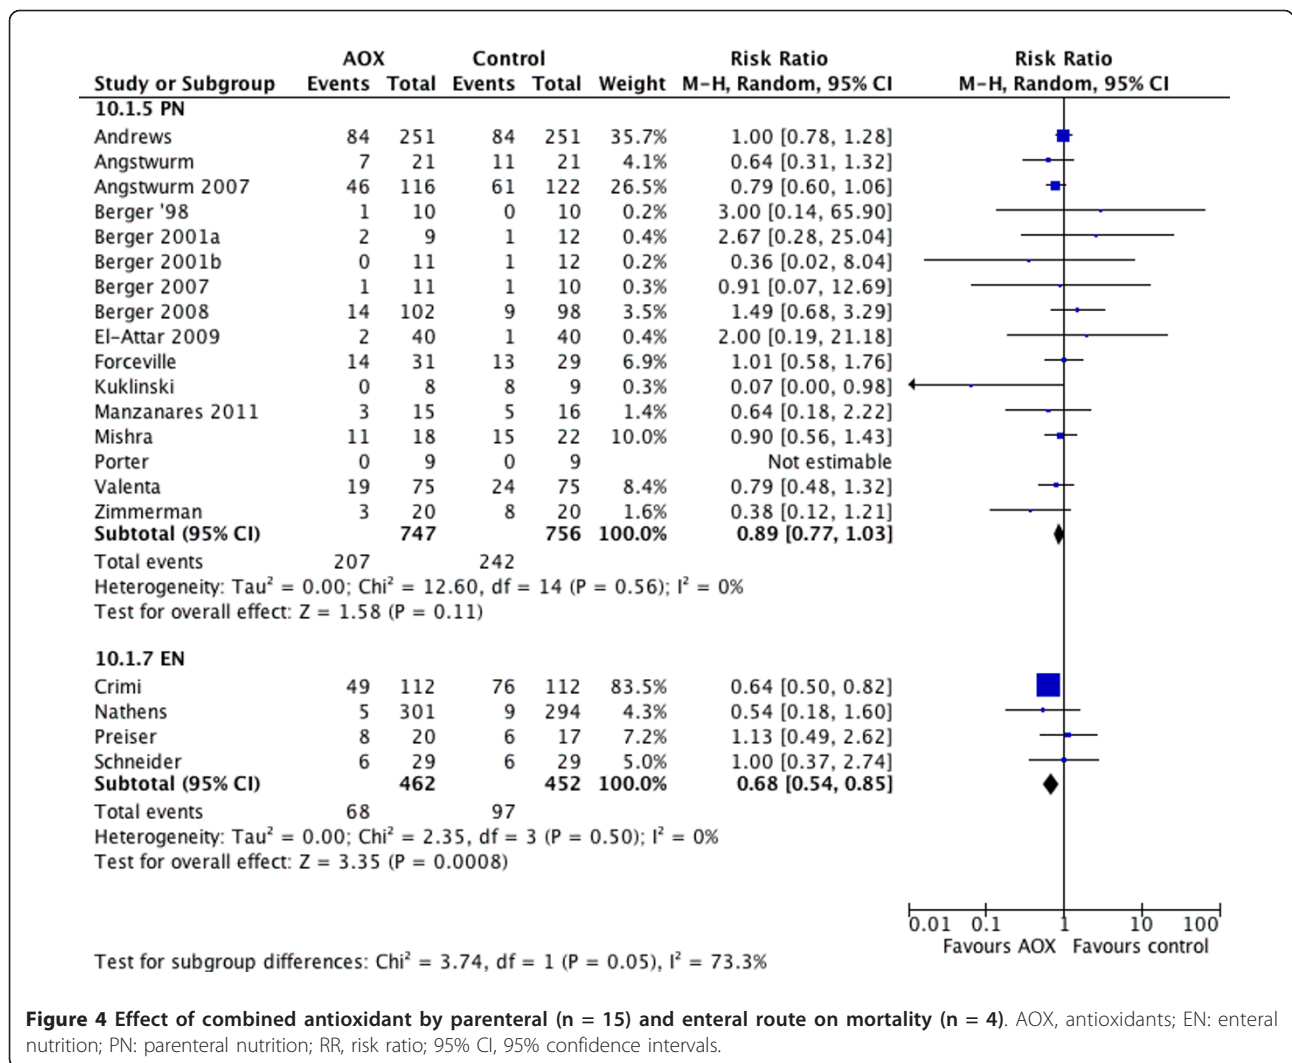 AOX Control Risk Ratio Risk Ratio
Study or Subgroup Events Total Events Total Weight M-H, Random, 95% CI M-H, Random, 95% CI
10.1.5 PN
Andrews 84 251 84 251 35.7% 1.00 [0.78, 1.28]
Angstwurm 7 21 11 21 4.1% 0.64 [0.31, 1.32]
Angstwurm 2007 46 116 61 122 26.5% 0.79 [0.60, 1.06]
Berger '98 1 10 0 10 0.2% 3.00 [0.14, 65.90]
Berger 2001a 2 9 1 12 0.4% 2.67 [0.28, 25.04]
Berger 2001b 0 11 1 12 0.2% 0.36 [0.02, 8.04]
Berger 2007 1 11 1 10 0.3% 0.91 [0.07, 12.69]
Berger 2008 14 102 9 98 3.5% 1.49 [0.68, 3.29]
El-Attar 2009 2 40 1 40 0.4% 2.00 [0.19, 21.18]
Forceville 14 31 13 29 6.9% 1.01 [0.58, 1.76]
Kuklinski 0 8 8 9 0.3% 0.07 [0.00, 0.98]
Manzanares 2011 3 15 5 16 1.4% 0.64 [0.18, 2.22]
Mishra 11 18 15 22 10.0% 0.90 [0.56, 1.43]
Porter 0 9 0 9 Not estimable
Valenta 19 75 24 75 8.4% 0.79 [0.48, 1.32]
Zimmerman 3 20 8 20 1.6% 0.38 [0.12, 1.21]
Subtotal (95% CI) 747 756 100.0% 0.89 [0.77, 1.03]
Total events 207 242
Heterogeneity: Tau² = 0.00; Chi² = 12.60, df = 14 (P = 0.56); I² = 0%
Test for overall effect: Z = 1.58 (P = 0.11)
10.1.7 EN
Crimi 49 112 76 112 83.5% 0.64 [0.50, 0.82]
Nathens 5 301 9 294 4.3% 0.54 [0.18, 1.60]
Preiser 8 20 6 17 7.2% 1.13 [0.49, 2.62]
Schneider 6 29 6 29 5.0% 1.00 [0.37, 2.74]
Subtotal (95% CI) 462 452 100.0% 0.68 [0.54, 0.85]
Total events 68 97
Heterogeneity: Tau² = 0.00; Chi² = 2.35, df = 3 (P = 0.50); I² = 0%
Test for overall effect: Z = 3.35 (P = 0.0008)
0.01 0.1 1 10 100
Favours AOX Favours control
Test for subgroup differences: Chi² = 3.74, df = 1 (P = 0.05), I² = 73.3%
Figure 4 Effect of combined antioxidant by parenteral (n = 15) and enteral route on mortality (n = 4). AOX, antioxidants; EN: enteral
nutrition; PN: parenteral nutrition; RR, risk ratio; 95% CI, 95% confidence intervals.